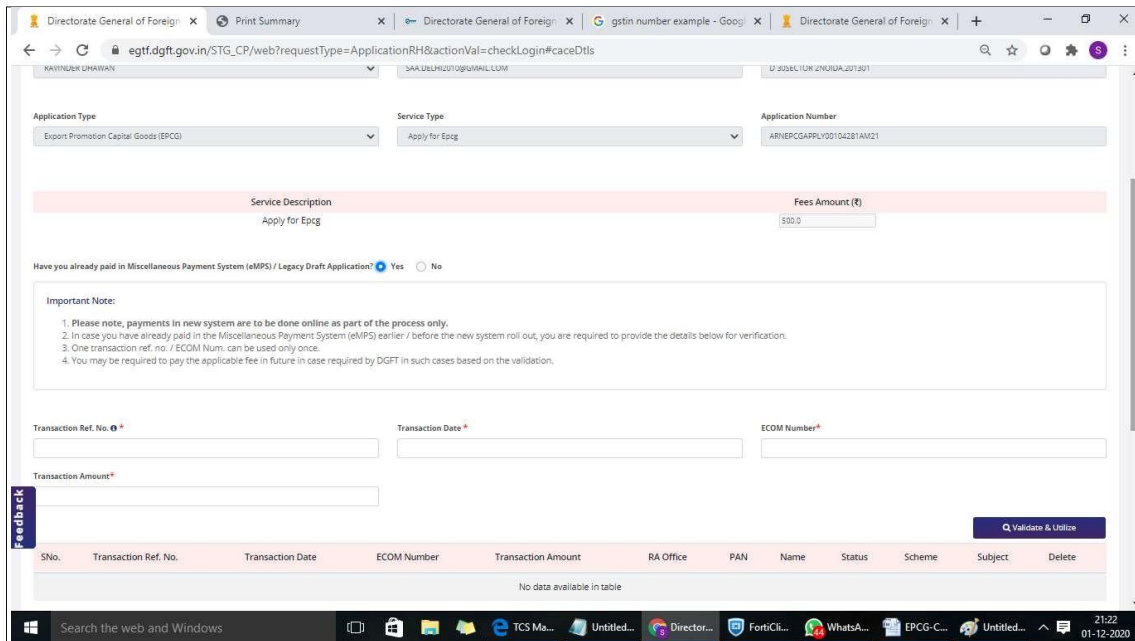 Directorate General of Foreign
Print Summary
Directorate General of Foreign
gstin number example - Googl
Directorate General of Foreign
egtf.dgft.gov.in/STG_CP/web?requestType=ApplicationRH&actionVal=checkLogin#caceDtls
S
RAVINDER DHAWAN
SAA.DELHI2010@GMAIL.COM
D 30SECTOR 2NOIDA,201301
Application Type
Service Type
Application Number
Export Promotion Capital Goods (EPCG)
Apply for Epcg
ARNEPCGAPPLY00104281AM21
Service Description
Fees Amount (₹)
Apply for Epcg
500.0
Have you already paid in Miscellaneous Payment System (eMPS) / Legacy Draft Application? Yes No
Important Note:
1. Please note, payments in new system are to be done online as part of the process only.
2. In case you have already paid in the Miscellaneous Payment System (eMPS) earlier / before the new system roll out, you are required to provide the details below for verification.
3. One transaction ref. no. / ECOM Num. can be used only once.
4. You may be required to pay the applicable fee in future in case required by DGFT in such cases based on the validation.
Transaction Ref. No. *
Transaction Date *
ECOM Number*
Transaction Amount*
Feedback
Validate & Utilize
SNo. Transaction Ref. No. Transaction Date ECOM Number Transaction Amount RA Office PAN Name Status Scheme Subject Delete
No data available in table
Search the web and Windows
TCS Ma...
Untitled...
Director...
FortiCli...
44
WhatsA...
EPCG-C...
Untitled...
21:22
01-12-2020